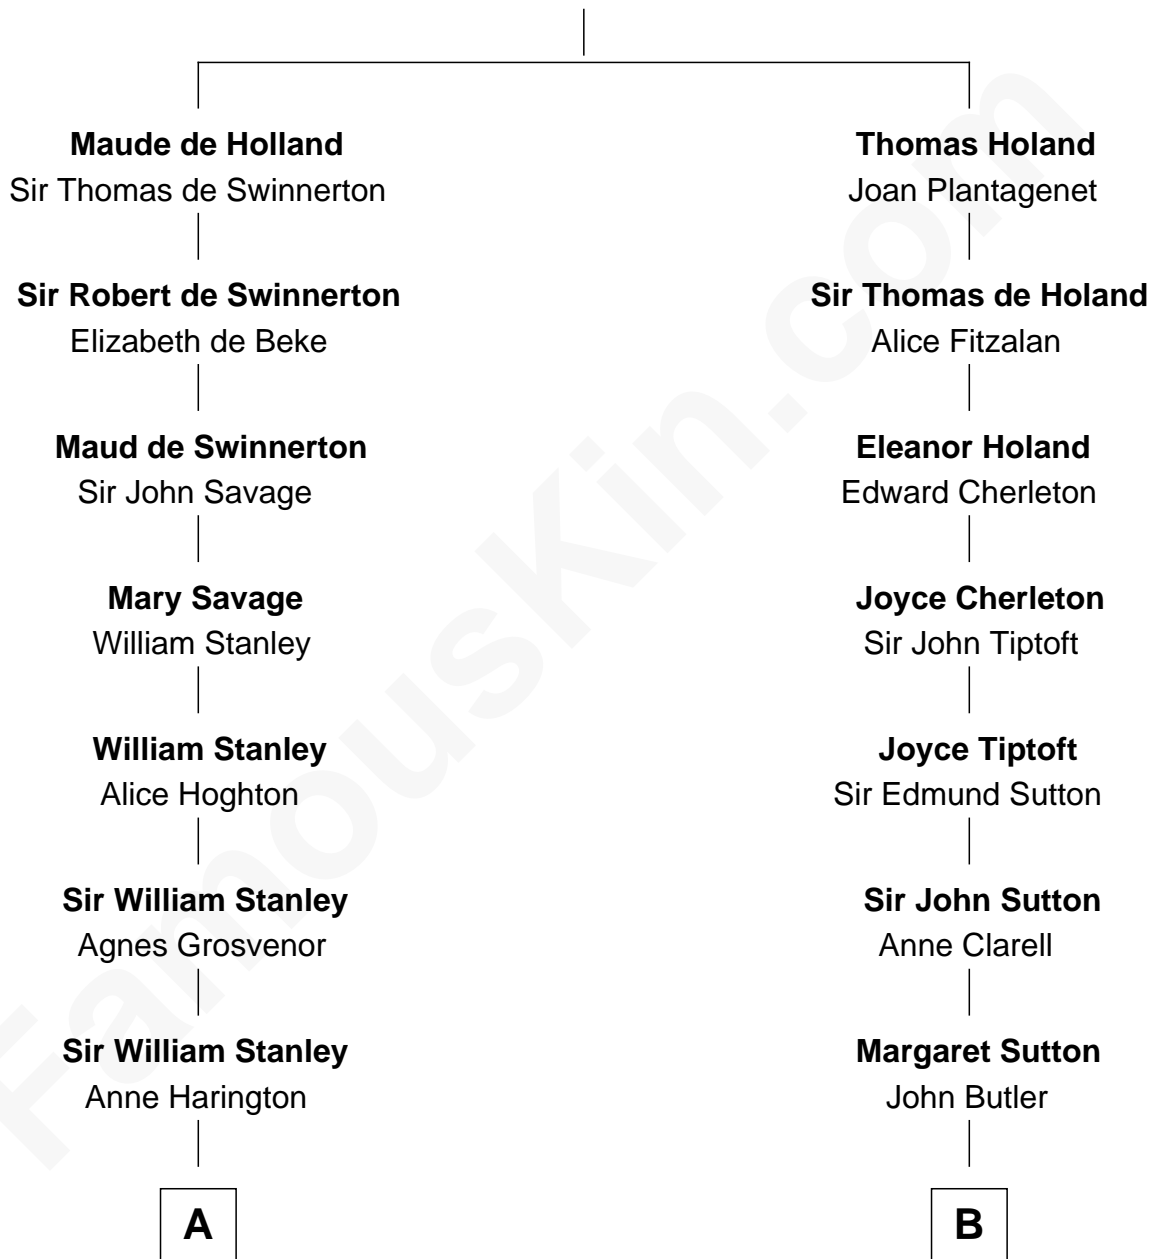 Maude de Holland
Sir Thomas de Swinnerton
Sir Robert de Swinnerton
Elizabeth de Beke
Maud de Swinnerton
Sir John Savage
Mary Savage
William Stanley
William Stanley
Alice Hoghton
Sir William Stanley
Agnes Grosvenor
Sir William Stanley
Anne Harington
A
Thomas Holand
Joan Plantagenet
Sir Thomas de Holand
Alice Fitzalan
Eleanor Holand
Edward Cherleton
Joyce Cherleton
Sir John Tiptoft
Joyce Tiptoft
Sir Edmund Sutton
Sir John Sutton
Anne Clarell
Margaret Sutton
John Butler
B
FamousKin.com